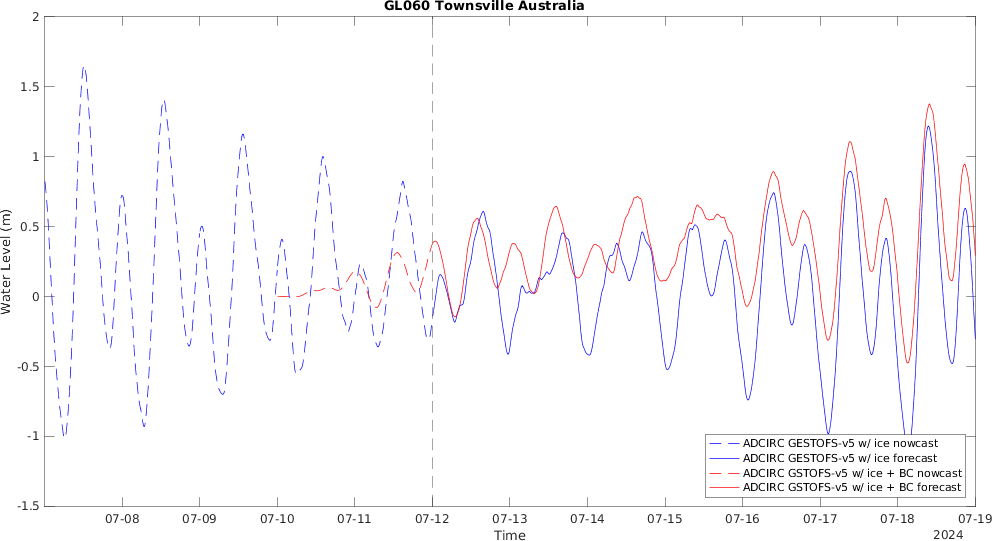 GL060 Townsville Australia
2
1.5
1
0.5
0
-0.5
-1
-1.5
Water Level (m)
ADCIRC GESTOFS-v5 w/ ice nowcast
ADCIRC GESTOFS-v5 w/ ice forecast
ADCIRC GSTOFS-v5 w/ ice + BC nowcast
ADCIRC GSTOFS-v5 w/ ice + BC forecast
07-08 07-09 07-10 07-11 07-12 07-13 07-14 07-15 07-16 07-17 07-18 07-19
Time
2024